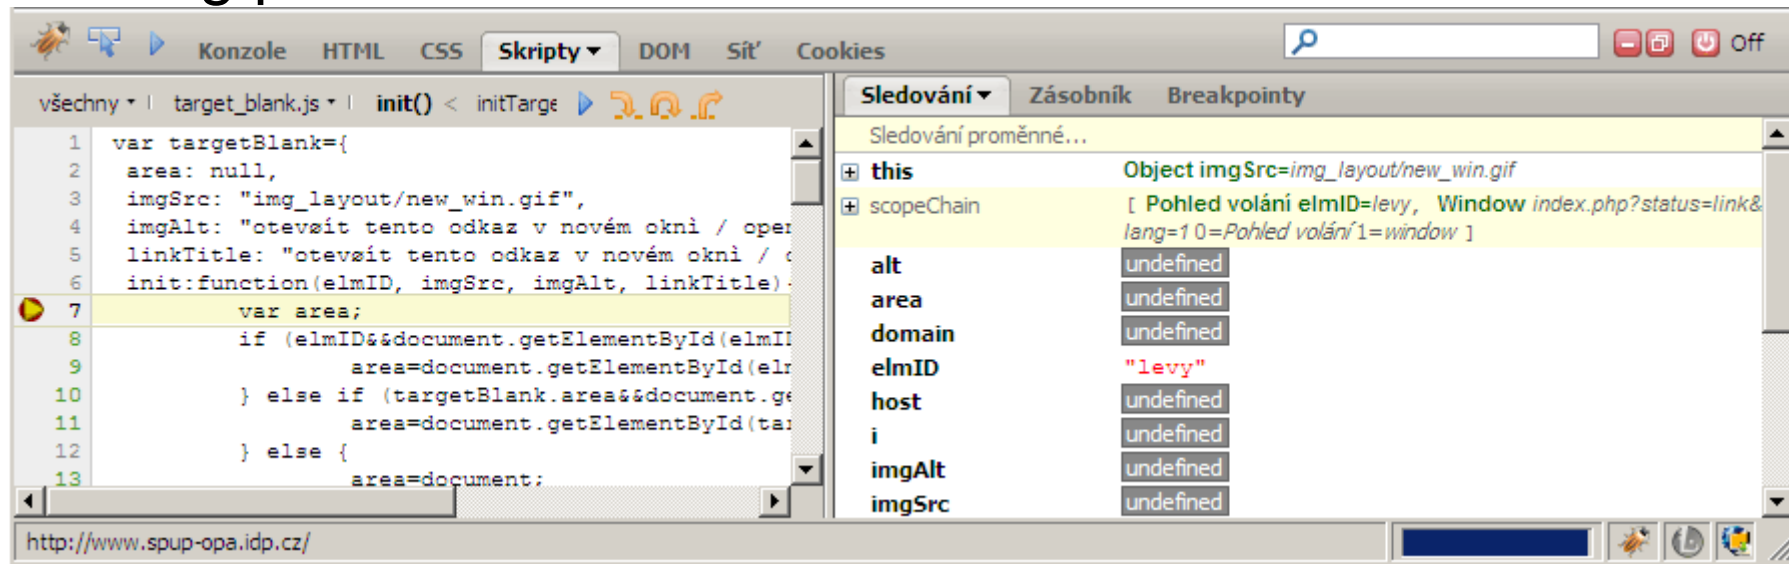 Konzole HTML CSS Skripty DOM Síť Cookies Off
všechny target_blank.js init() < initTarge
1 var targetBlank={
2 area: null,
3 imgSrc: "img_layout/new_win.gif",
4 imgAlt: "otevøít tento odkaz v novém oknì / oper
5 linkTitle: "otevøít tento odkaz v novém oknì /
6 init:function(elmID, imgSrc, imgAlt, linkTitle)
7 var area;
8 if (elmID&&document.getElementById(elmID
9 area=document.getElementById(elm
10 } else if (targetBlank.area&&document.ge
11 area=document.getElementById(tar
12 } else {
13 area=document;
Sledování Zásobník Breakpointy
Sledování proměnné...
this Object imgSrc=img_layout/new_win.gif
scopeChain [ Pohled volání elmID=levy, Window index.php?status=link&
lang=1 0=Pohled volání 1=window ]
alt undefined
area undefined
domain undefined
elmID "levy"
host undefined
i undefined
imgAlt undefined
imgSrc undefined
http://www.spup-opa.idp.cz/